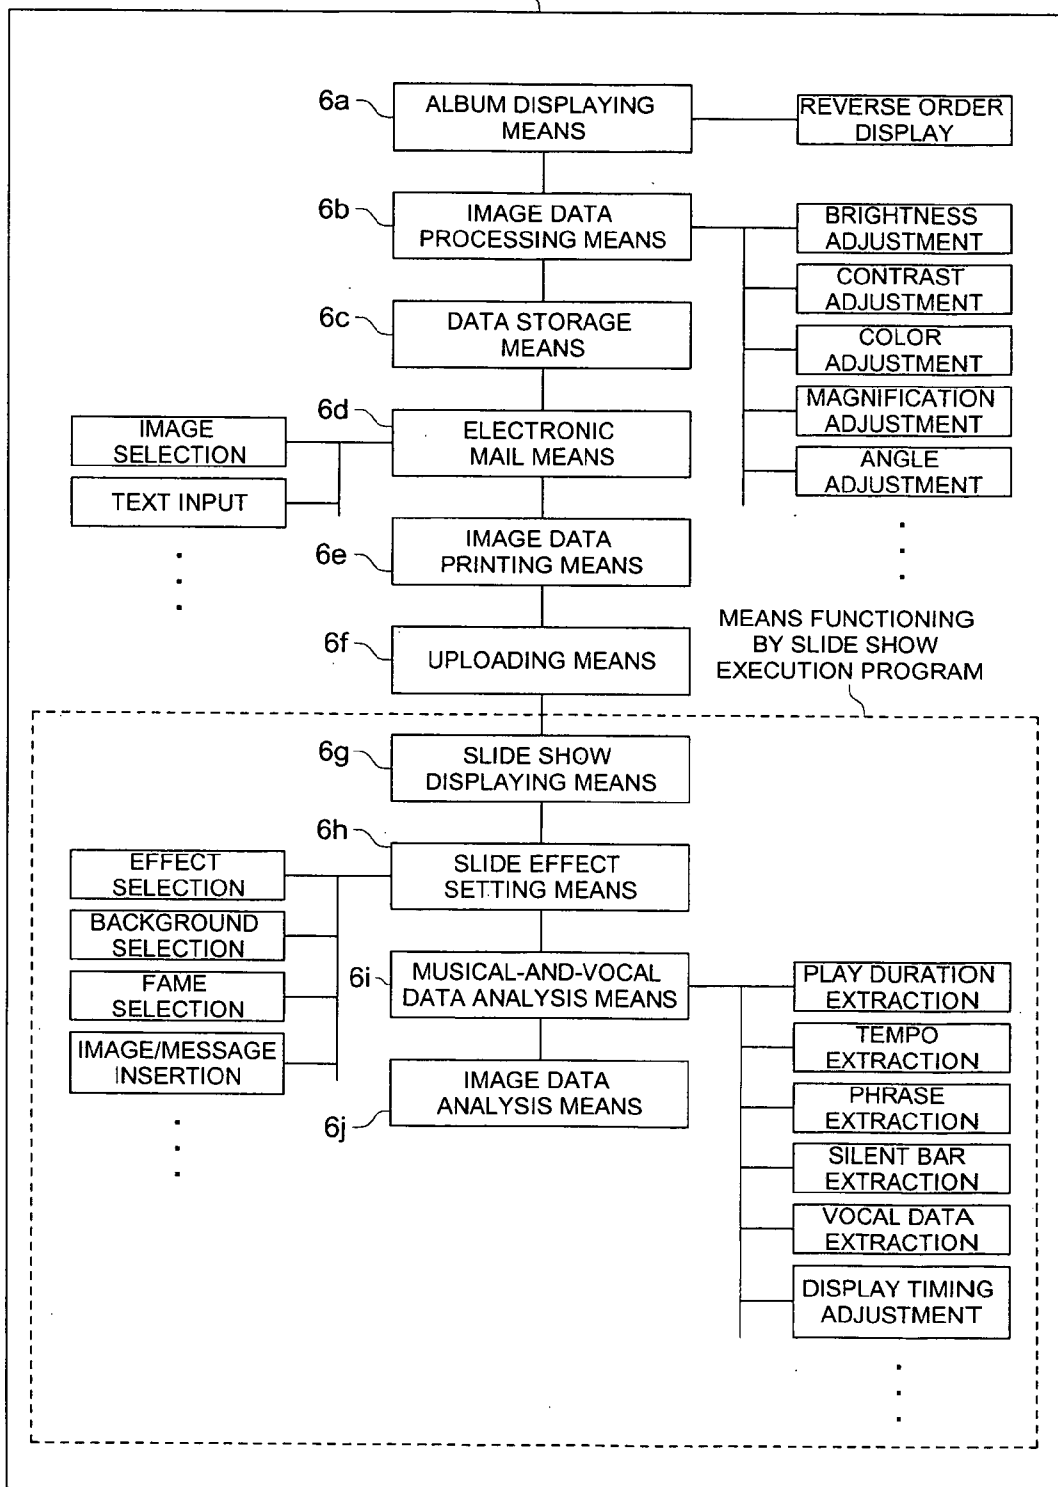 6a
ALBUM DISPLAYING
MEANS
REVERSE ORDER
DISPLAY
6b
IMAGE DATA
PROCESSING MEANS
BRIGHTNESS
ADJUSTMENT
CONTRAST
ADJUSTMENT
6c
DATA STORAGE
MEANS
COLOR
ADJUSTMENT
MAGNIFICATION
ADJUSTMENT
6d
ELECTRONIC
MAIL MEANS
IMAGE
SELECTION
ANGLE
ADJUSTMENT
TEXT INPUT
6e
IMAGE DATA
PRINTING MEANS
6f
UPLOADING MEANS
MEANS FUNCTIONING
BY SLIDE SHOW
EXECUTION PROGRAM
6g
SLIDE SHOW
DISPLAYING MEANS
6h
SLIDE EFFECT
SETTING MEANS
EFFECT
SELECTION
BACKGROUND
SELECTION
FAME
SELECTION
IMAGE/MESSAGE
INSERTION
6i
MUSICAL-AND-VOCAL
DATA ANALYSIS MEANS
PLAY DURATION
EXTRACTION
TEMPO
EXTRACTION
PHRASE
EXTRACTION
SILENT BAR
EXTRACTION
VOCAL DATA
EXTRACTION
DISPLAY TIMING
ADJUSTMENT
6j
IMAGE DATA
ANALYSIS MEANS